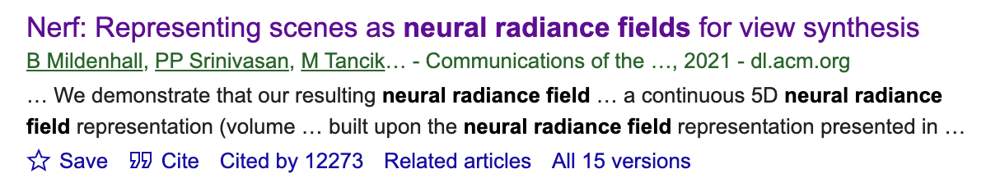 Nerf: Representing scenes as neural radiance fields for view synthesis
B Mildenhall, PP Srinivasan, M Tancik… - Communications of the …, 2021 - dl.acm.org
… We demonstrate that our resulting neural radiance field … a continuous 5D neural radiance
field representation (volume … built upon the neural radiance field representation presented in …
Save Cite Cited by 12273 Related articles All 15 versions